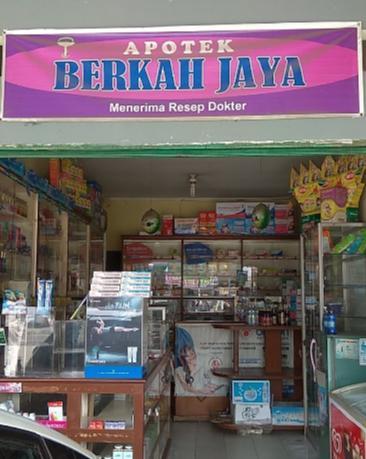 APOTEK
BERKAH JAYA
Menerima Resep Dokter